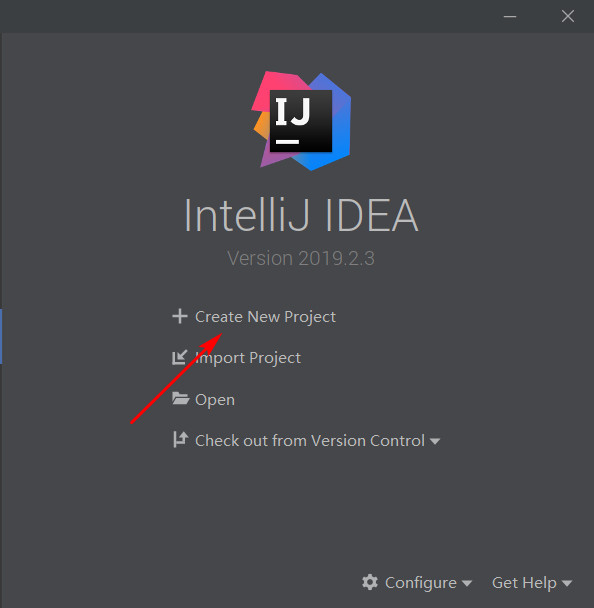 IJ
IntelliJ IDEA
Version 2019.2.3
Create New Project
Import Project
Open
Check out from Version Control
Configure
Get Help